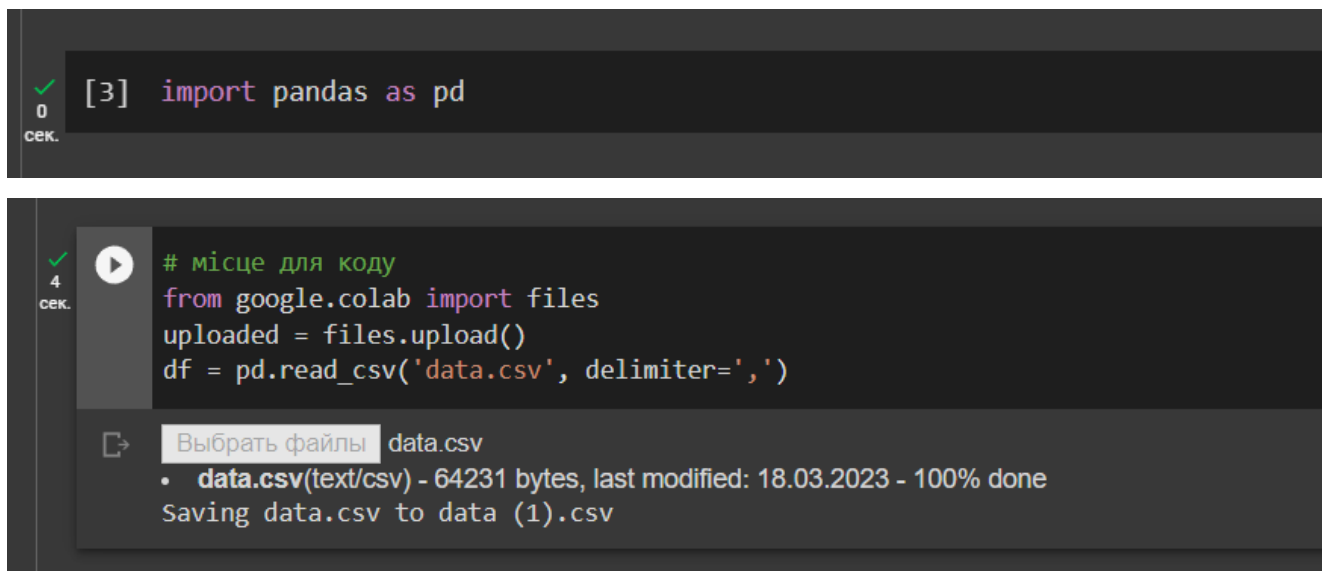 [3] import pandas as pd
0
сек.
# місце для коду
4
сек.
from google.colab import files
uploaded = files.upload()
df = pd.read_csv('data.csv', delimiter=',')
Выбрать файлы data.csv
• data.csv(text/csv) - 64231 bytes, last modified: 18.03.2023 - 100% done
Saving data.csv to data (1).csv